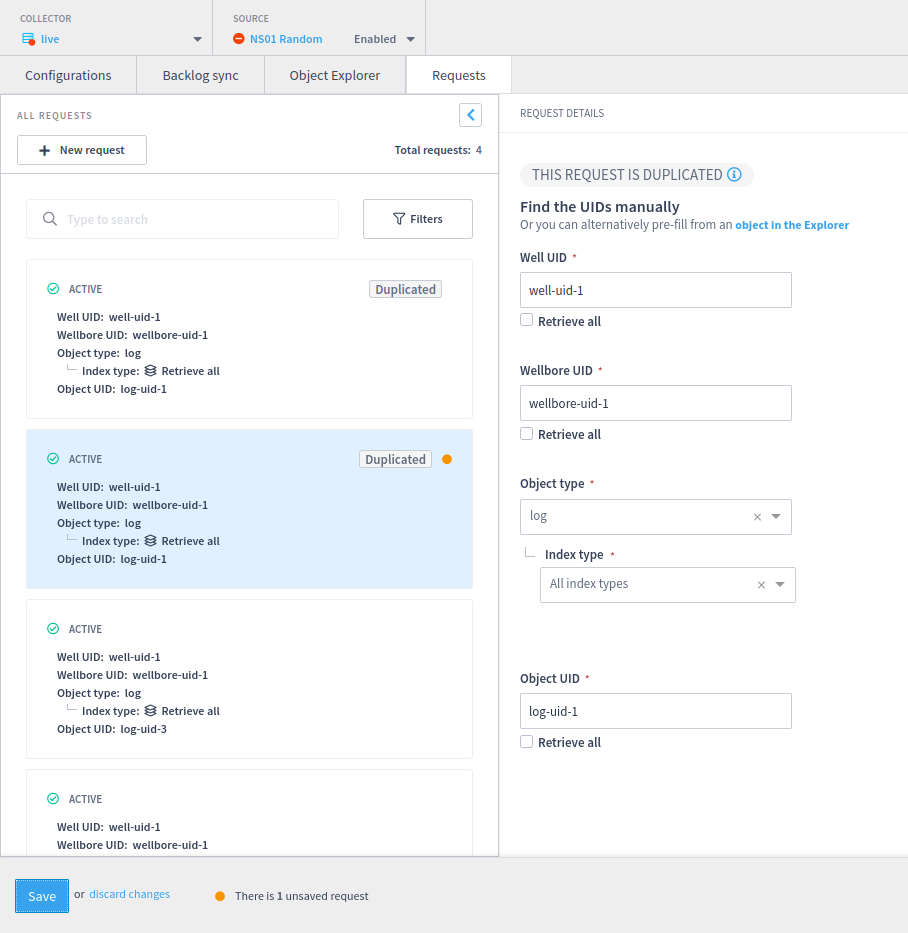 COLLECTOR
live
SOURCE
NS01 Random
Enabled
Configurations
Backlog sync
Object Explorer
Requests
ALL REQUESTS
New request
Total requests: 4
Type to search
Filters
ACTIVE
Duplicated
Well UID: well-uid-1
Wellbore UID: wellbore-uid-1
Object type: log
Index type: Retrieve all
Object UID: log-uid-1
ACTIVE
Duplicated
Well UID: well-uid-1
Wellbore UID: wellbore-uid-1
Object type: log
Index type: Retrieve all
Object UID: log-uid-1
ACTIVE
Well UID: well-uid-1
Wellbore UID: wellbore-uid-1
Object type: log
Index type: Retrieve all
Object UID: log-uid-3
ACTIVE
Well UID: well-uid-1
Wellbore UID: wellbore-uid-1
REQUEST DETAILS
THIS REQUEST IS DUPLICATED
Find the UIDs manually
Or you can alternatively pre-fill from an object in the Explorer
Well UID *
well-uid-1
Retrieve all
Wellbore UID *
wellbore-uid-1
Retrieve all
Object type *
log
Index type *
All index types
Object UID *
log-uid-1
Retrieve all
Save or discard changes
There is 1 unsaved request